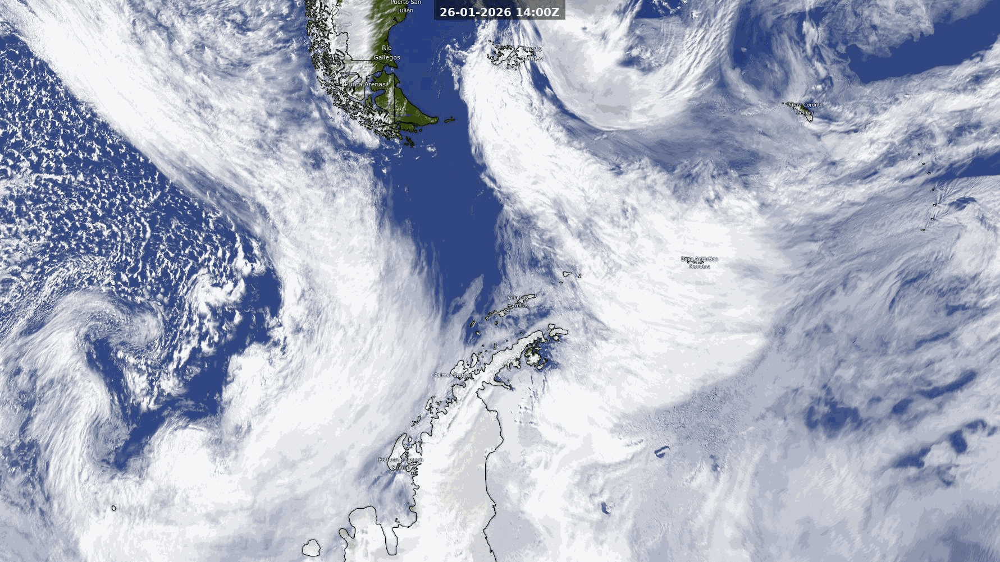 Puerto San
Julián
26-01-2026 14:00Z
Río
Gallegos
Puerto
Stanley
Punta Arenas
Punta Coronel
Zelaya
Base Antartica
Orcadas
Villa Las
Estrellas
Palmer Station
Rothera Research
Station